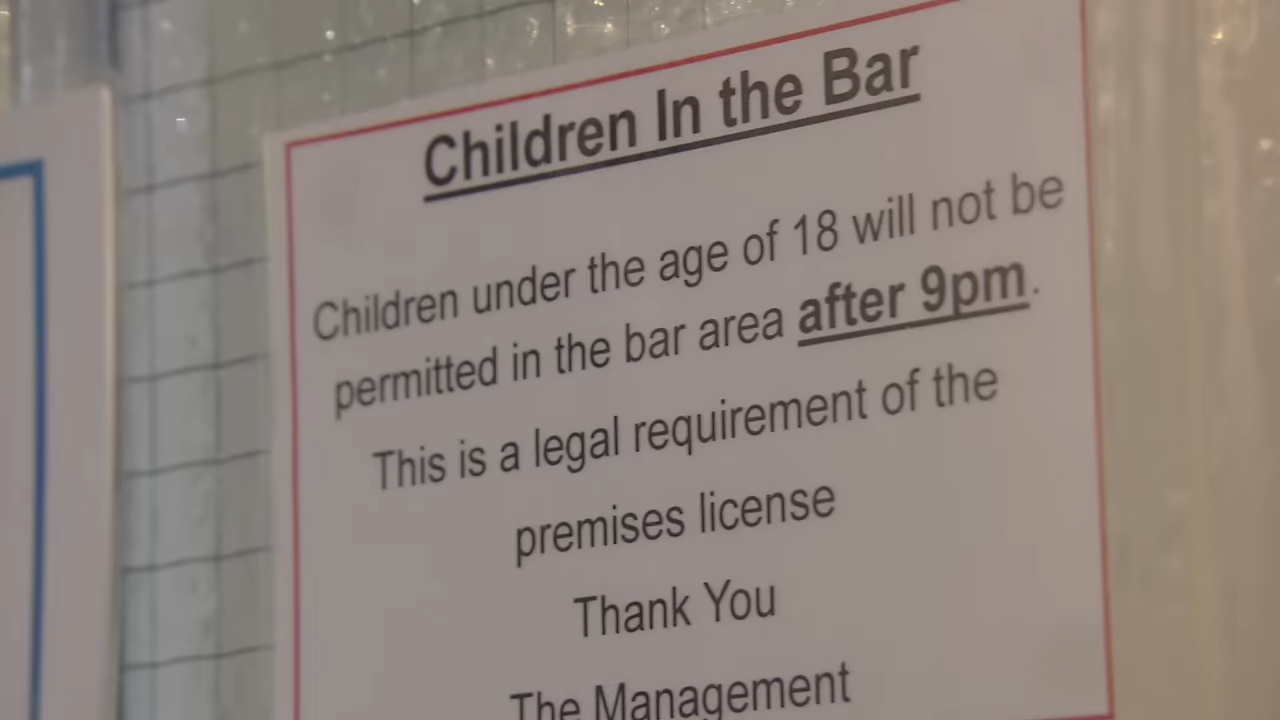 Children In the Bar
Children under the age of 18 will not be
permitted in the bar area after 9pm.
This is a legal requirement of the
premises license
Thank You
The Management